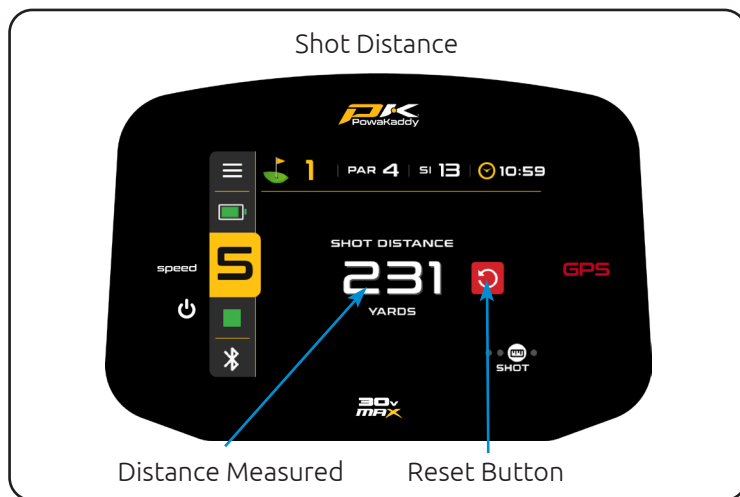 Shot Distance
PK
PowaKaddy
1 PAR 4 SI 13 10:59
SHOT DISTANCE
speed 5 231 GPS
YARDS
SHOT
30v
MAX
Distance Measured Reset Button